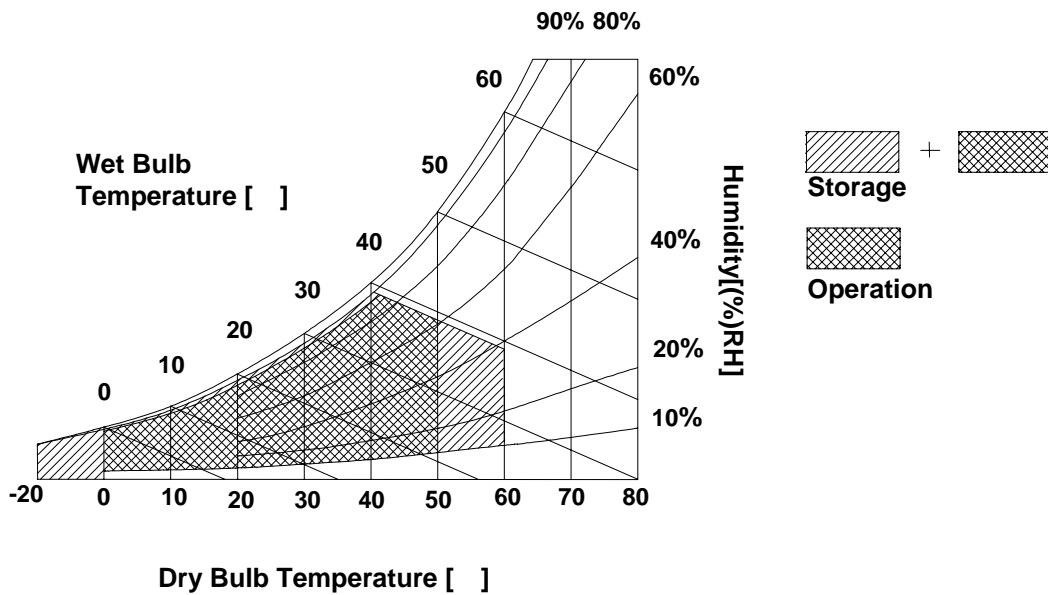 90% 80%
60
60%
50
Wet Bulb
Temperature [ ]
+
Storage
40
40%
30
Operation
20
Humidity[(%)RH]
10
20%
0
10%
-20 0 10 20 30 40 50 60 70 80
Dry Bulb Temperature [ ]